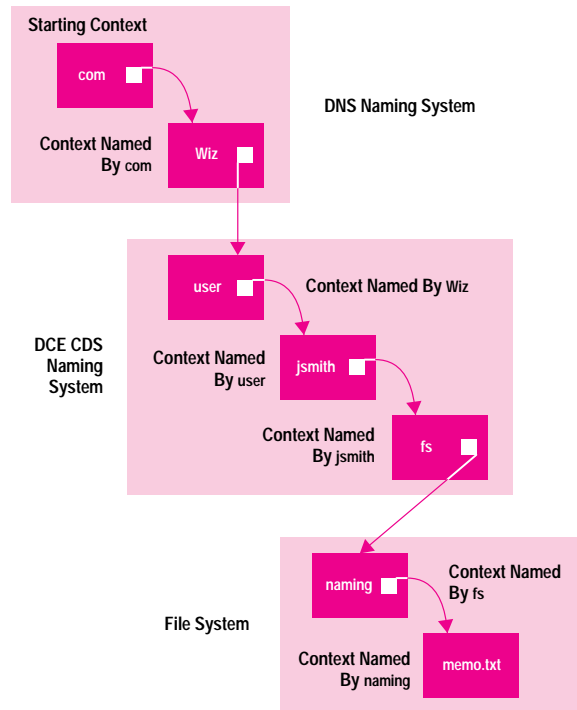 Starting Context
com
DNS Naming System
Context Named
By com
Wiz
user
Context Named By Wiz
DCE CDS
Naming
System
Context Named
By user
jsmith
Context Named
By jsmith
fs
naming
Context Named
By fs
File System
Context Named
By naming
memo.txt